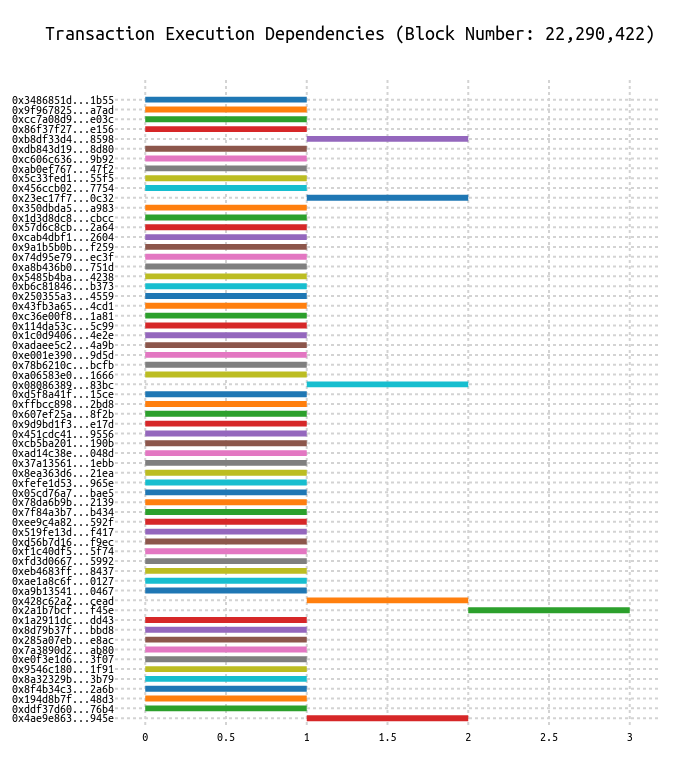 Transaction Execution Dependencies (Block Number: 22,290,422)
0x3486851d...1b55
0x9f967825...a7ad
0xcc7a08d9...e03c
0x86f37f27...e156
0xb8df33d4...8598
0xdb843d19...8d80
0xc606c636...9b92
0xab0ef767...47f2
0x5c33fed1...55f5
0x456ccb02...7754
0x23ec17f7...0c32
0x350dbda5...a983
0x1d3d8dc8...cbcc
0x57d6c8cb...2a64
0xcab4dbf1...2604
0x9a1b5b0b...f259
0x74d95e79...ec3f
0xa8b436b0...751d
0x5485b4ba...4238
0xb6c81846...b373
0x250355a3...4559
0x43fb3a65...4cd1
0xc36e00f8...1a81
0x114da53c...5c99
0x1c0d9406...4e2e
0xadaee5c2...4a9b
0xe001e390...9d5d
0x78b6210c...bcfb
0xa06583e0...1666
0x08086389...83bc
0xd5f8a41f...15ce
0xffbcc898...2bd8
0x607ef25a...8f2b
0x9d9bd1f3...e17d
0x451cdc41...9556
0xcb5ba201...190b
0xad14c38e...048d
0x37a13561...1ebb
0x8ea363d6...21ea
0xfefe1d53...965e
0x05cd76a7...bae5
0x78da6b9b...2139
0x7f84a3b7...b434
0xee9c4a82...592f
0x519fe13d...f417
0xd56b7d16...f9ec
0xf1c40df5...5f74
0xfd3d0667...5992
0xeb4683ff...8437
0xae1a8c6f...0127
0xa9b13541...0467
0x428c62a2...cead
0x2a1b7bcf...f45e
0x1a2911dc...dd43
0x8d79b37f...bbd8
0x285a07eb...e8ac
0x7a3890d2...ab80
0xe0f3e1d6...3f07
0x9546c180...1f91
0x8a32329b...3b79
0x8f4b34c3...2a6b
0x194d8b7f...48d3
0xddf37d60...76b4
0x4ae9e863...945e
0 0.5 1 1.5 2 2.5 3